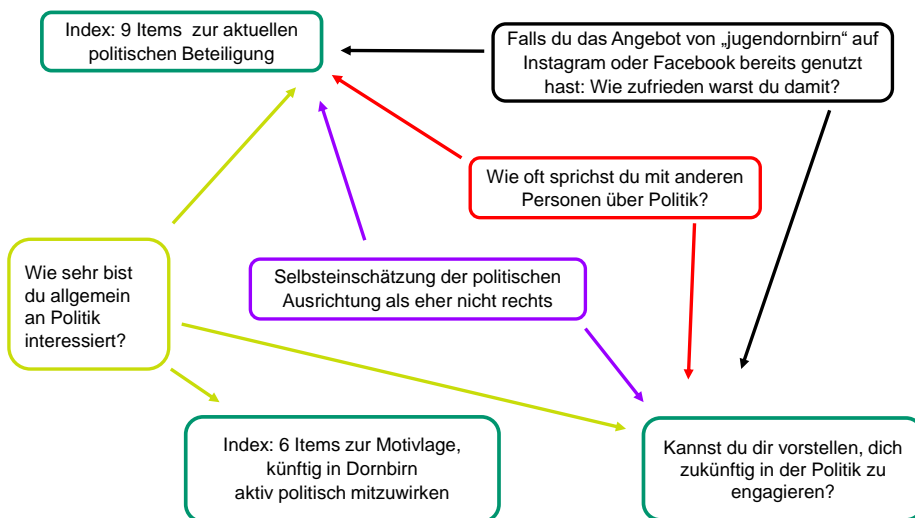 Index: 9 Items zur aktuellen
politischen Beteiligung
Falls du das Angebot von „jugendornbirn“ auf
Instagram oder Facebook bereits genutzt
hast: Wie zufrieden warst du damit?
Wie oft sprichst du mit anderen
Personen über Politik?
Wie sehr bist
du allgemein
an Politik
interessiert?
Selbsteinschätzung der politischen
Ausrichtung als eher nicht rechts
Index: 6 Items zur Motivlage,
künftig in Dornbirn
aktiv politisch mitzuwirken
Kannst du dir vorstellen, dich
zukünftig in der Politik zu
engagieren?